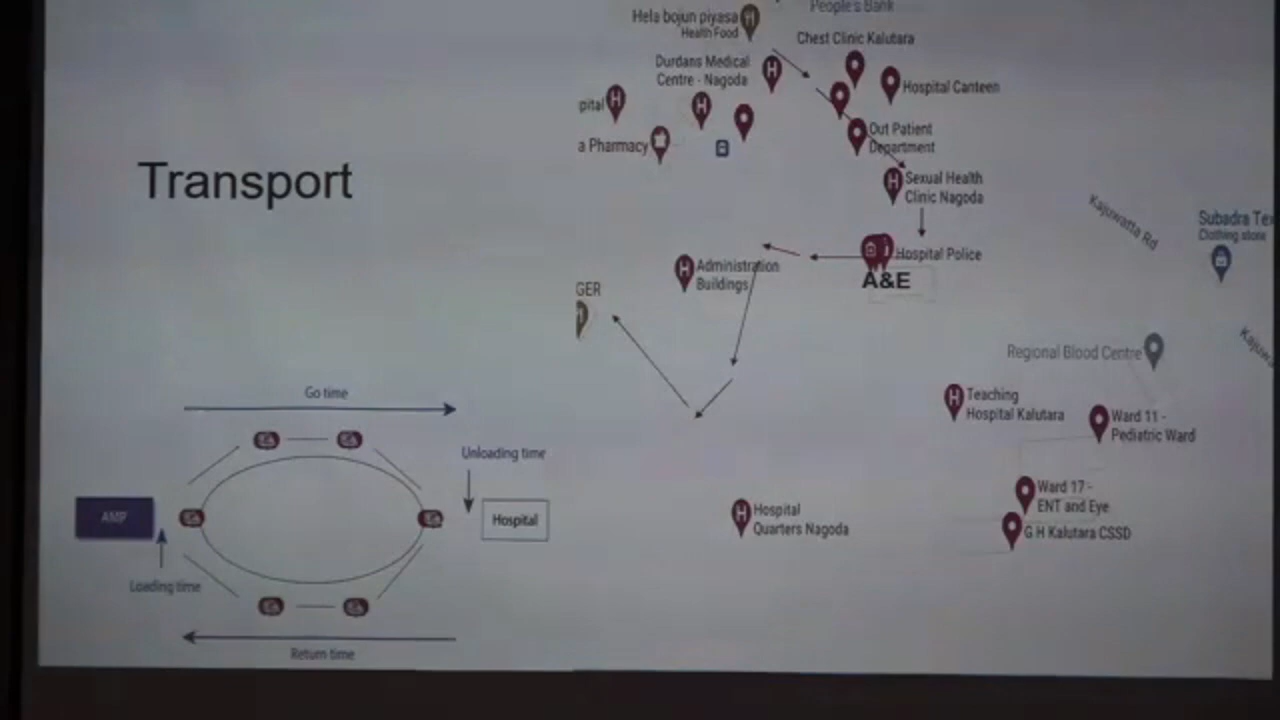 Transport
Go time
Unloading time
AMP
Hospital
Loading time
Return time
People's Bank
Hela bojun piyasa
Health Food
Chest Clinic Kalutara
Durdans Medical
Centre - Nagoda
Hospital Canteen
pital
a Pharmacy
Out Patient
Department
Sexual Health
Clinic Nagoda
Kajuwatta Rd
Subadra Tex
Clothing store
Hospital Police
A&E
Administration
Buildings
GER
Regional Blood Centre
Kajuwa
Teaching
Hospital Kalutara
Ward 11 -
Pediatric Ward
Ward 17 -
ENT and Eye
G H Kalutara CSSD
Hospital
Quarters Nagoda